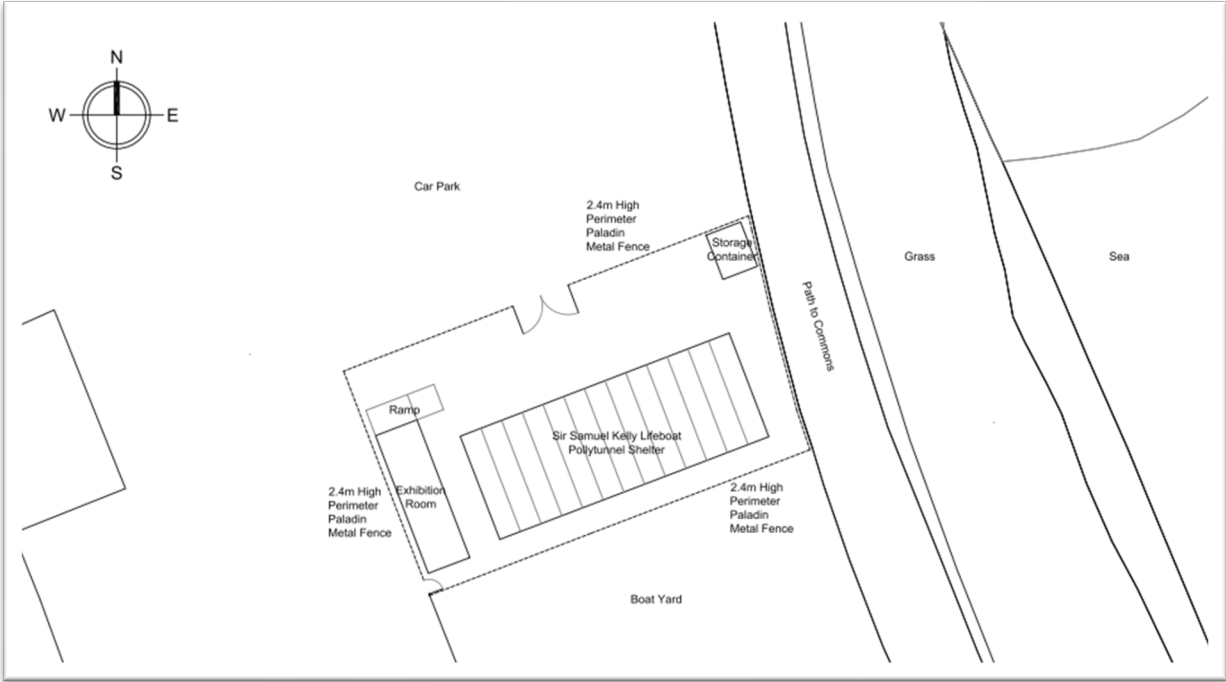 N
W
E
S
Car Park
2.4m High
Perimeter
Paladin
Metal Fence
Storage
Container
Grass
Sea
Path to Commons
Ramp
Sir Samuel Kelly Lifeboat
Pollytunnel Shelter
2.4m High
Perimeter
Paladin
Metal Fence
Exhibition
Room
2.4m High
Perimeter
Paladin
Metal Fence
Boat Yard